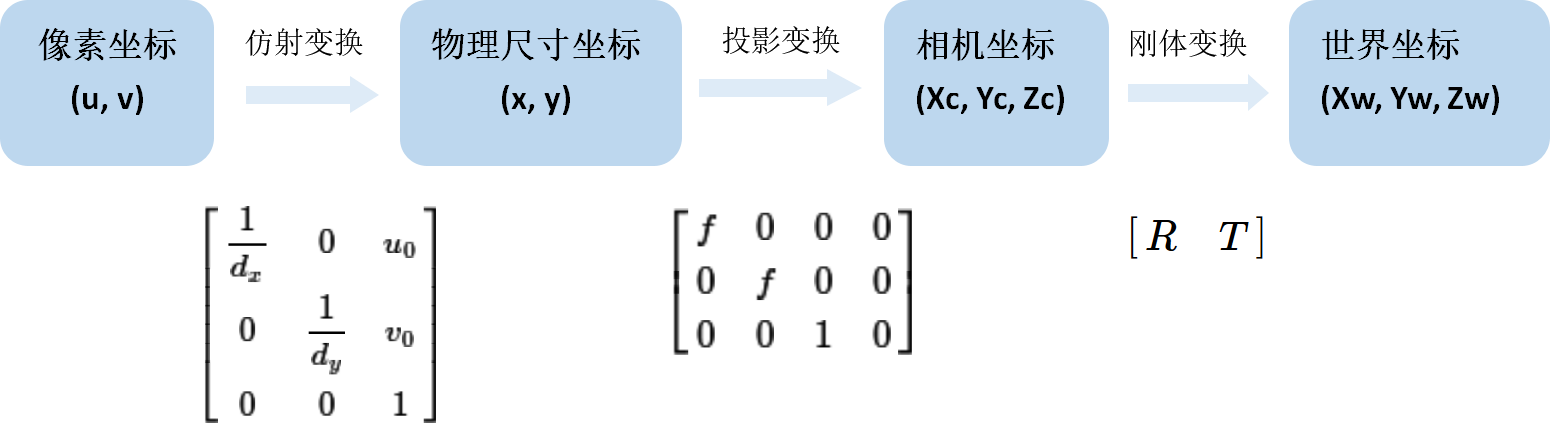 像素坐标
(u, v)
仿射变换
物理尺寸坐标
(x, y)
投影变换
相机坐标
(Xc, Yc, Zc)
刚体变换
世界坐标
(Xw, Yw, Zw)
1/dx 0 u0
0 1/dy v0
0 0 1
f 0 0 0
0 f 0 0
0 0 1 0
[ R T ]